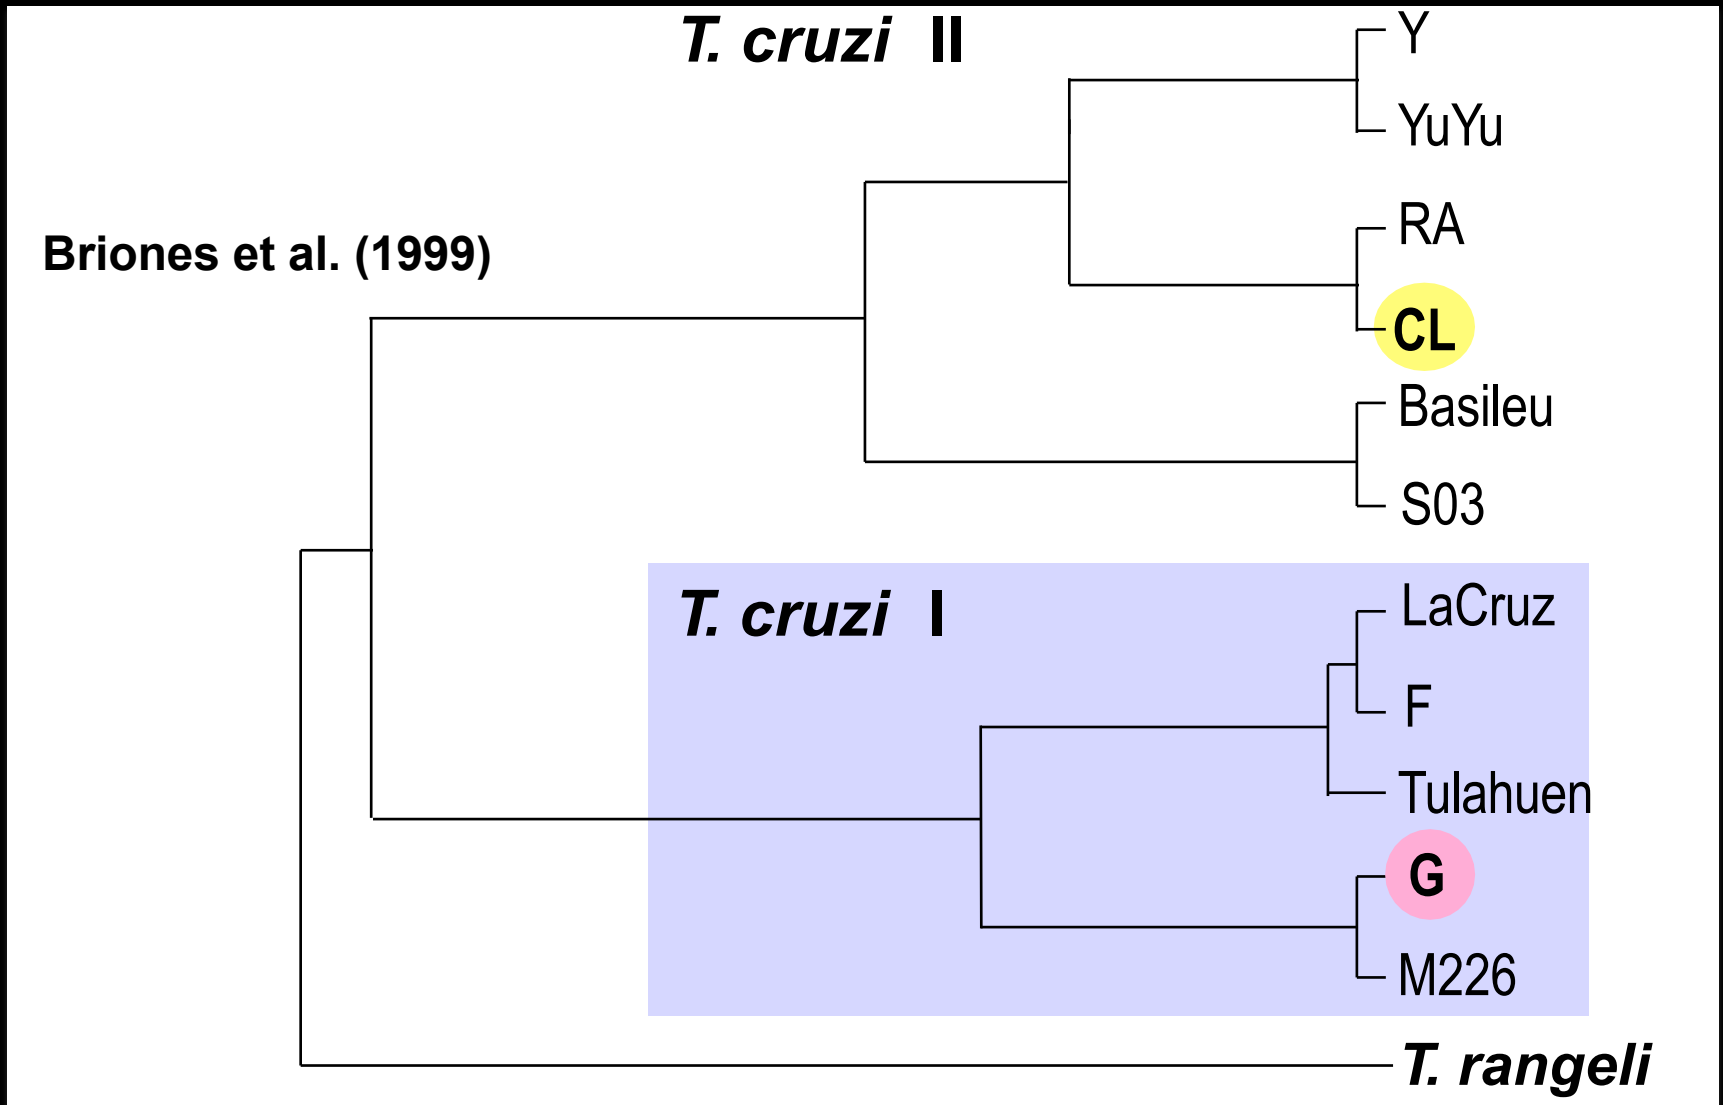 T. cruzi II
Y
YuYu
RA
Briones et al. (1999)
CL
Basileu
S03
T. cruzi I
LaCruz
F
Tulahuen
G
M226
T. rangeli